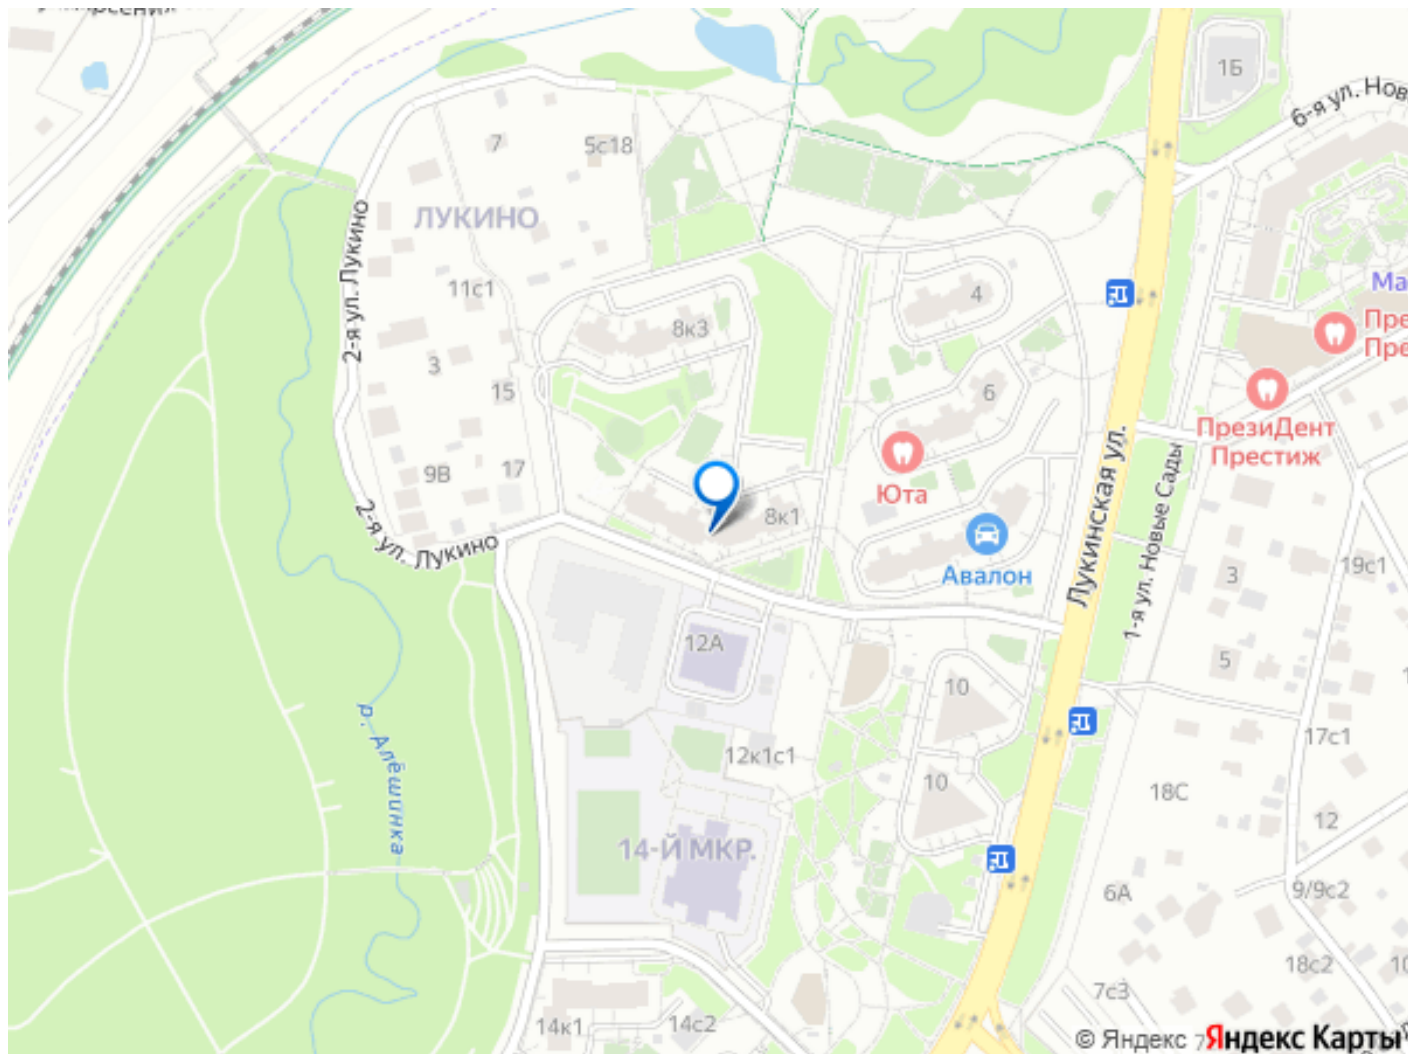 1Б
6-я ул. Новы
7
5с18
ЛУКИНО
2-я ул. Лукино
11с1
8к3
4
Ма
Пре
Пре
3
15
6
ПрезиДент
Престиж
9В
17
Юта
8к1
Лукинская ул.
1-я ул. Новые Сады
2-я ул. Лукино
Авалон
3
19с1
12А
5
10
р. Алёшинка
12к1с1
17с1
10
18С
12
14-Й МКР.
6А
9/9с2
18с2
10
7с3
14к1
14с2
© Яндекс
7
Яндекс Карты